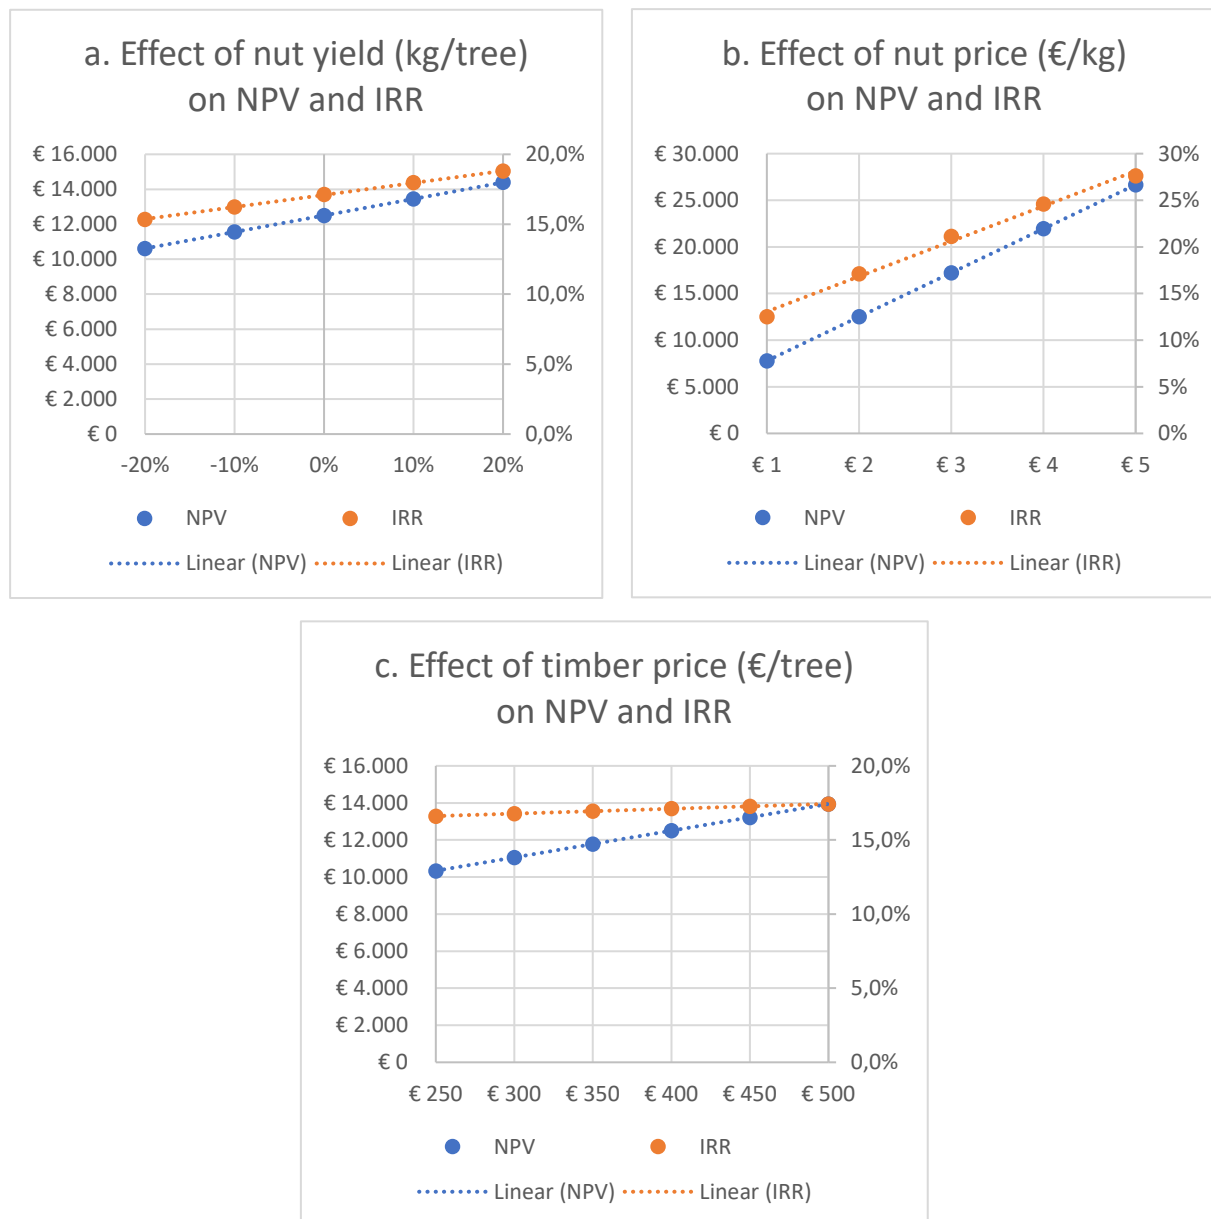 a. Effect of nut yield (kg/tree)
on NPV and IRR
€ 16.000
€ 14.000
€ 12.000
€ 10.000
€ 8.000
€ 6.000
€ 4.000
€ 2.000
€ 0
20,0%
15,0%
10,0%
5,0%
0,0%
-20% -10% 0% 10% 20%
NPV IRR
Linear (NPV) Linear (IRR)
b. Effect of nut price (€/kg)
on NPV and IRR
€ 30.000
€ 25.000
€ 20.000
€ 15.000
€ 10.000
€ 5.000
€ 0
30%
25%
20%
15%
10%
5%
0%
€ 1 € 2 € 3 € 4 € 5
NPV IRR
Linear (NPV) Linear (IRR)
c. Effect of timber price (€/tree)
on NPV and IRR
€ 16.000
€ 14.000
€ 12.000
€ 10.000
€ 8.000
€ 6.000
€ 4.000
€ 2.000
€ 0
20,0%
15,0%
10,0%
5,0%
0,0%
€ 250 € 300 € 350 € 400 € 450 € 500
NPV IRR
Linear (NPV) Linear (IRR)